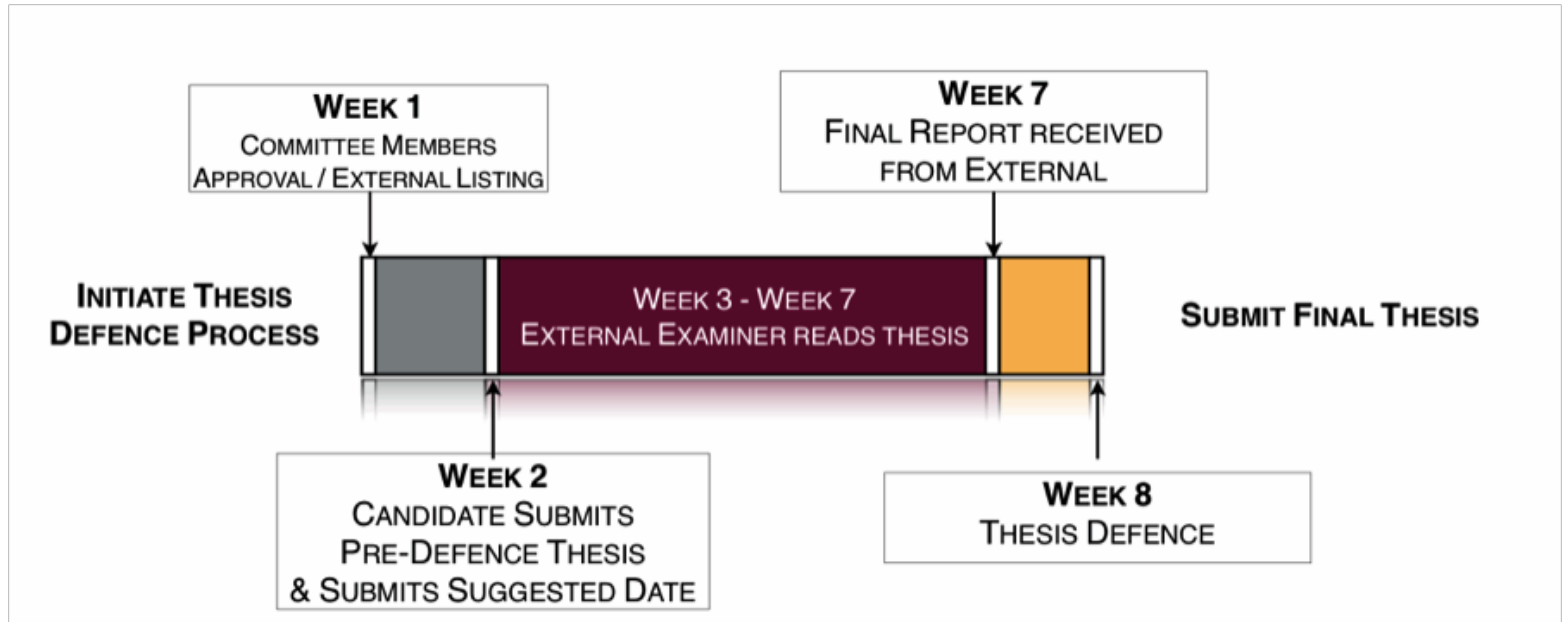 WEEK 1
COMMITTEE MEMBERS
APPROVAL / EXTERNAL LISTING
WEEK 7
FINAL REPORT RECEIVED
FROM EXTERNAL
INITIATE THESIS
DEFENCE PROCESS
WEEK 3 - WEEK 7
EXTERNAL EXAMINER READS THESIS
SUBMIT FINAL THESIS
WEEK 2
CANDIDATE SUBMITS
PRE-DEFENCE THESIS
& SUBMITS SUGGESTED DATE
WEEK 8
THESIS DEFENCE